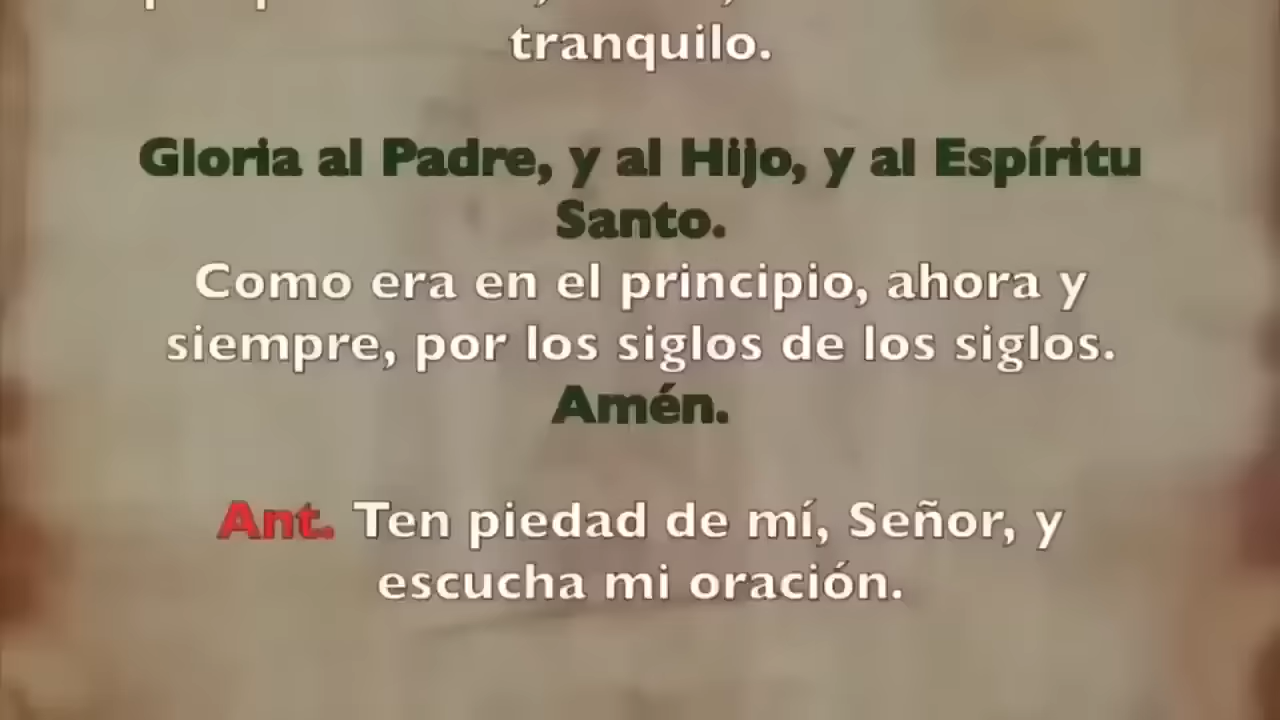 tranquilo.
Gloria al Padre, y al Hijo, y al Espíritu
Santo.
Como era en el principio, ahora y
siempre, por los siglos de los siglos.
Amén.
Ant. Ten piedad de mí, Señor, y
escucha mi oración.